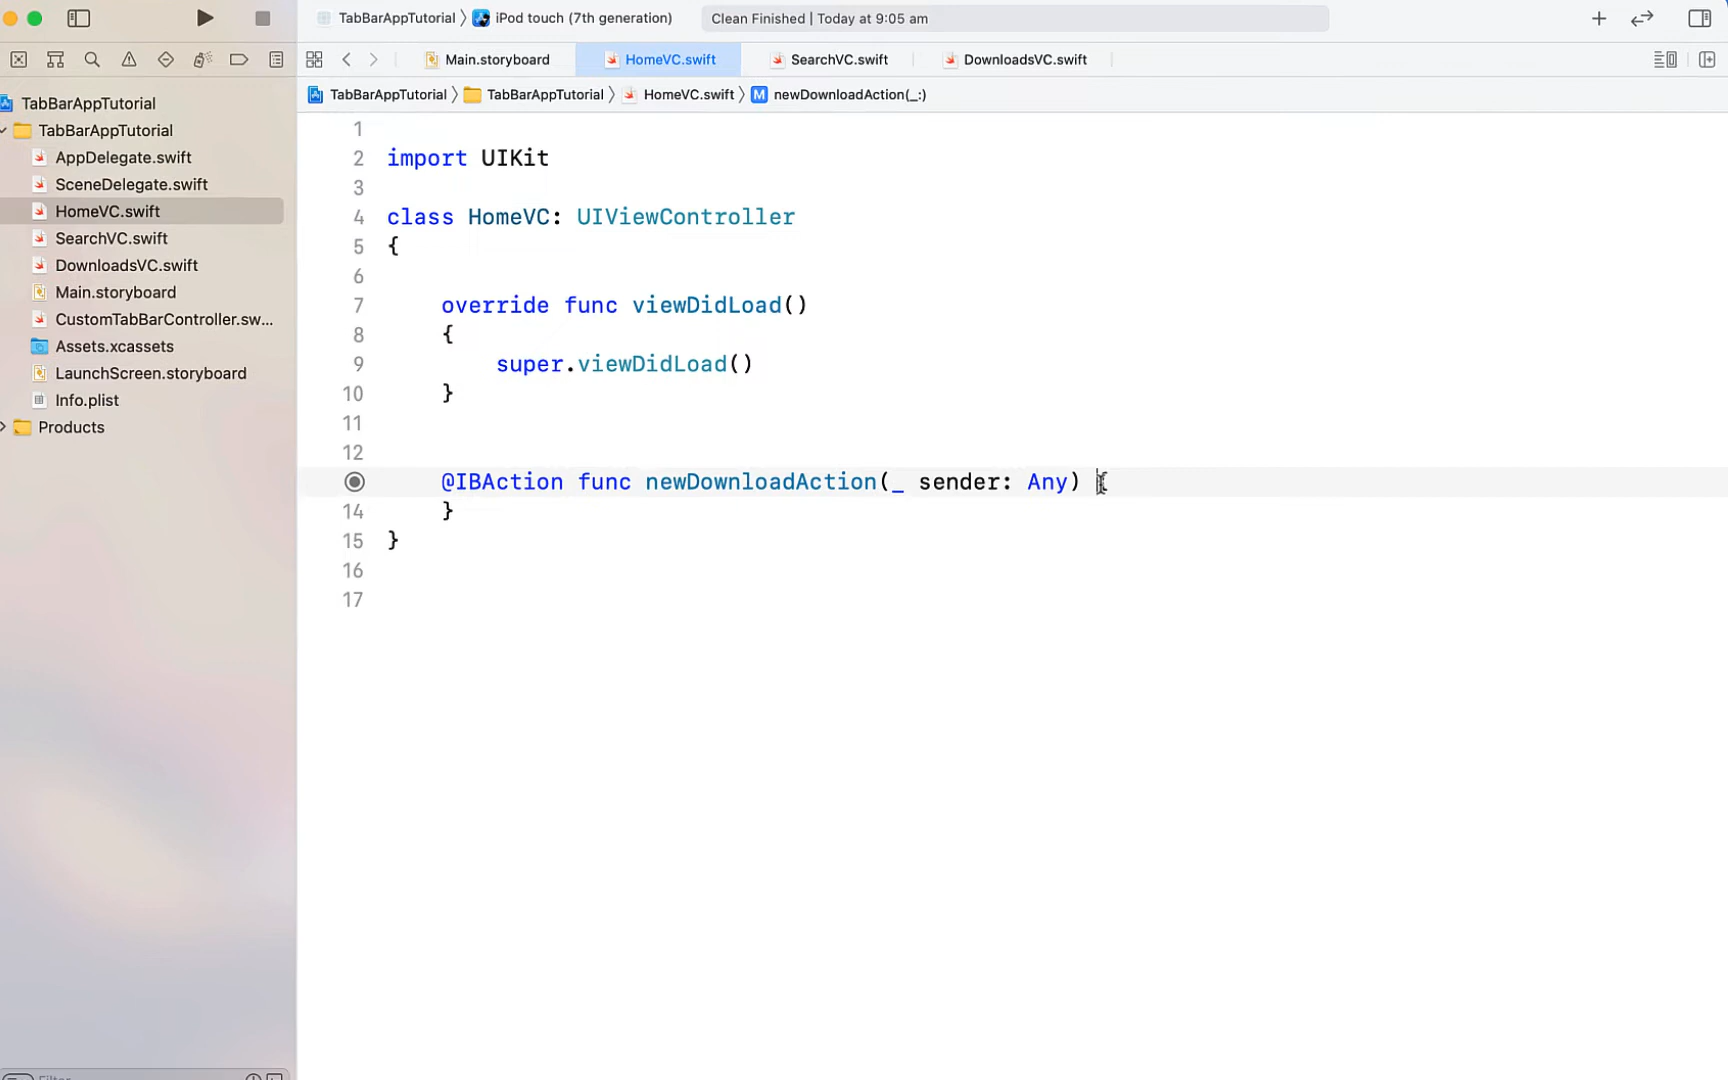 TabBarAppTutorial 〉 iPod touch (7th generation)
Clean Finished | Today at 9:05 am
Main.storyboard
HomeVC.swift
SearchVC.swift
DownloadsVC.swift
TabBarAppTutorial 〉 TabBarAppTutorial 〉 HomeVC.swift 〉 M newDownloadAction(_:)
TabBarAppTutorial
TabBarAppTutorial
AppDelegate.swift
SceneDelegate.swift
HomeVC.swift
SearchVC.swift
DownloadsVC.swift
Main.storyboard
CustomTabBarController.sw...
Assets.xcassets
LaunchScreen.storyboard
Info.plist
Products
Filter
1
2 import UIKit
3
4 class HomeVC: UIViewController
5 {
6
7 override func viewDidLoad()
8 {
9 super.viewDidLoad()
10 }
11
12
@IBAction func newDownloadAction(_ sender: Any) {
14 }
15 }
16
17